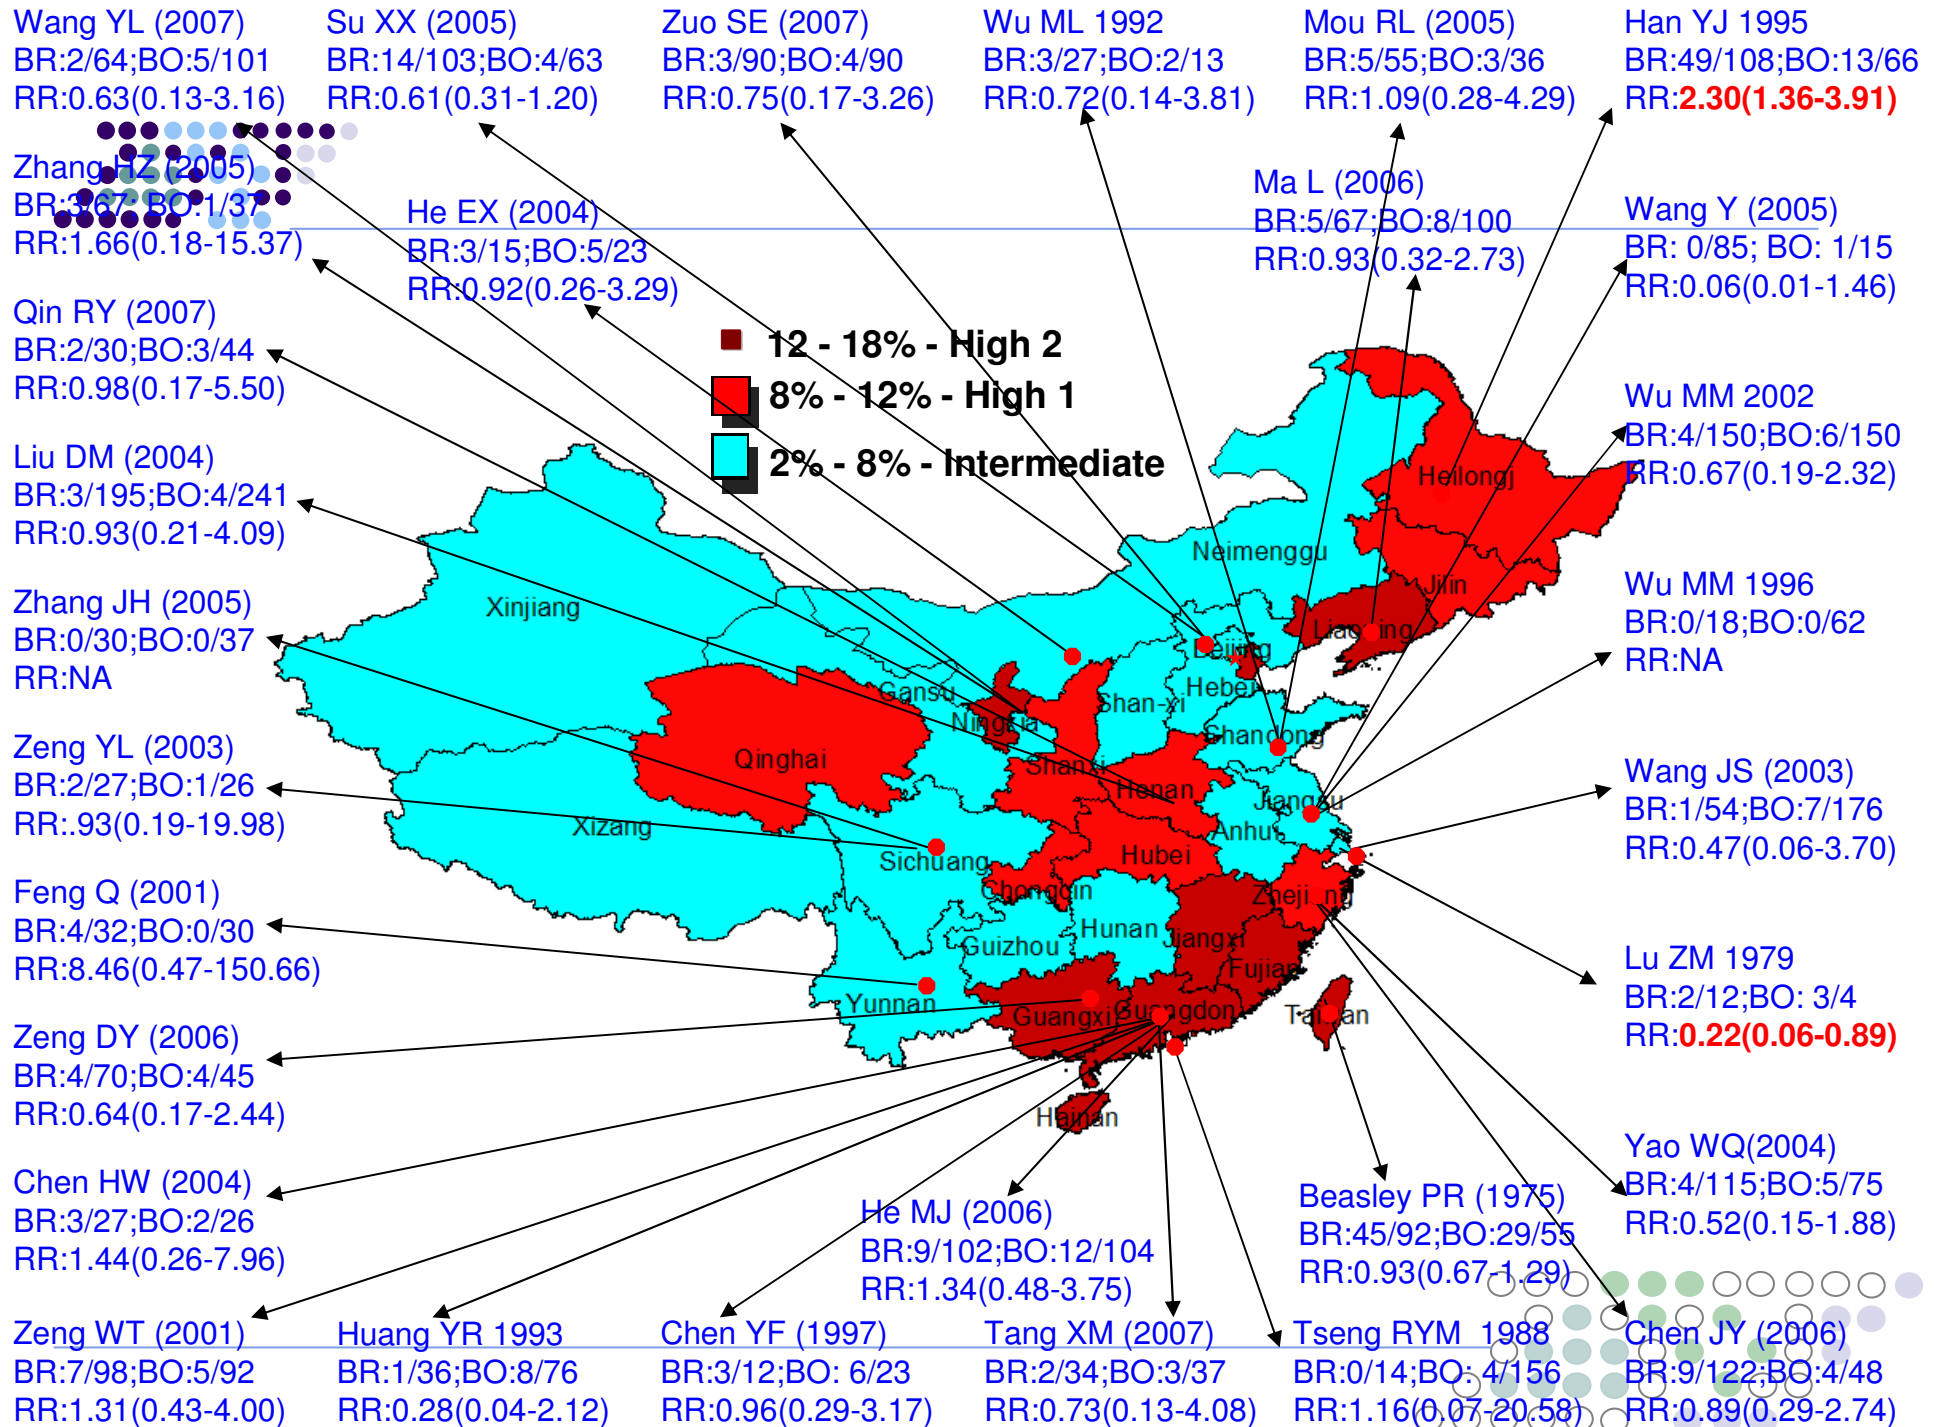 Wang YL (2007)
BR:2/64;BO:5/101
RR:0.63(0.13-3.16)
Su XX (2005)
BR:14/103;BO:4/63
RR:0.61(0.31-1.20)
Zuo SE (2007)
BR:3/90;BO:4/90
RR:0.75(0.17-3.26)
Wu ML 1992
BR:3/27;BO:2/13
RR:0.72(0.14-3.81)
Mou RL (2005)
BR:5/55;BO:3/36
RR:1.09(0.28-4.29)
Han YJ 1995
BR:49/108;BO:13/66
RR:2.30(1.36-3.91)
Zhang HZ (2005)
BR:3/67; BO:1/37
RR:1.66(0.18-15.37)
He EX (2004)
BR:3/15;BO:5/23
RR:0.92(0.26-3.29)
Ma L (2006)
BR:5/67;BO:8/100
RR:0.93(0.32-2.73)
Wang Y (2005)
BR: 0/85; BO: 1/15
RR:0.06(0.01-1.46)
Qin RY (2007)
BR:2/30;BO:3/44
RR:0.98(0.17-5.50)
12 - 18% - High 2
8% - 12% - High 1
2% - 8% - Intermediate
Wu MM 2002
BR:4/150;BO:6/150
RR:0.67(0.19-2.32)
Liu DM (2004)
BR:3/195;BO:4/241
RR:0.93(0.21-4.09)
Wu MM 1996
BR:0/18;BO:0/62
RR:NA
Zhang JH (2005)
BR:0/30;BO:0/37
RR:NA
Heilongj
Neimenggu
Jilin
Xinjiang
Liaoning
Beijing
Gansu
Hebei
Shan-xi
Ningxia
Shandong
Qinghai
Shanxi
Henan
Jiangsu
Xizang
Anhui
Sichuang
Hubei
Chongqin
Zhejiang
Hunan
Jiangxi
Guizhou
Fujian
Yunnan
Guangxi
Guangdon
Taiwan
Hainan
Zeng YL (2003)
BR:2/27;BO:1/26
RR:.93(0.19-19.98)
Wang JS (2003)
BR:1/54;BO:7/176
RR:0.47(0.06-3.70)
Feng Q (2001)
BR:4/32;BO:0/30
RR:8.46(0.47-150.66)
Lu ZM 1979
BR:2/12;BO: 3/4
RR:0.22(0.06-0.89)
Zeng DY (2006)
BR:4/70;BO:4/45
RR:0.64(0.17-2.44)
Chen HW (2004)
BR:3/27;BO:2/26
RR:1.44(0.26-7.96)
He MJ (2006)
BR:9/102;BO:12/104
RR:1.34(0.48-3.75)
Beasley PR (1975)
BR:45/92;BO:29/55
RR:0.93(0.67-1.29)
Yao WQ(2004)
BR:4/115;BO:5/75
RR:0.52(0.15-1.88)
Zeng WT (2001)
BR:7/98;BO:5/92
RR:1.31(0.43-4.00)
Huang YR 1993
BR:1/36;BO:8/76
RR:0.28(0.04-2.12)
Chen YF (1997)
BR:3/12;BO: 6/23
RR:0.96(0.29-3.17)
Tang XM (2007)
BR:2/34;BO:3/37
RR:0.73(0.13-4.08)
Tseng RYM 1988
BR:0/14;BO: 4/156
RR:1.16(0.07-20.58)
Chen JY (2006)
BR:9/122;BO:4/48
RR:0.89(0.29-2.74)